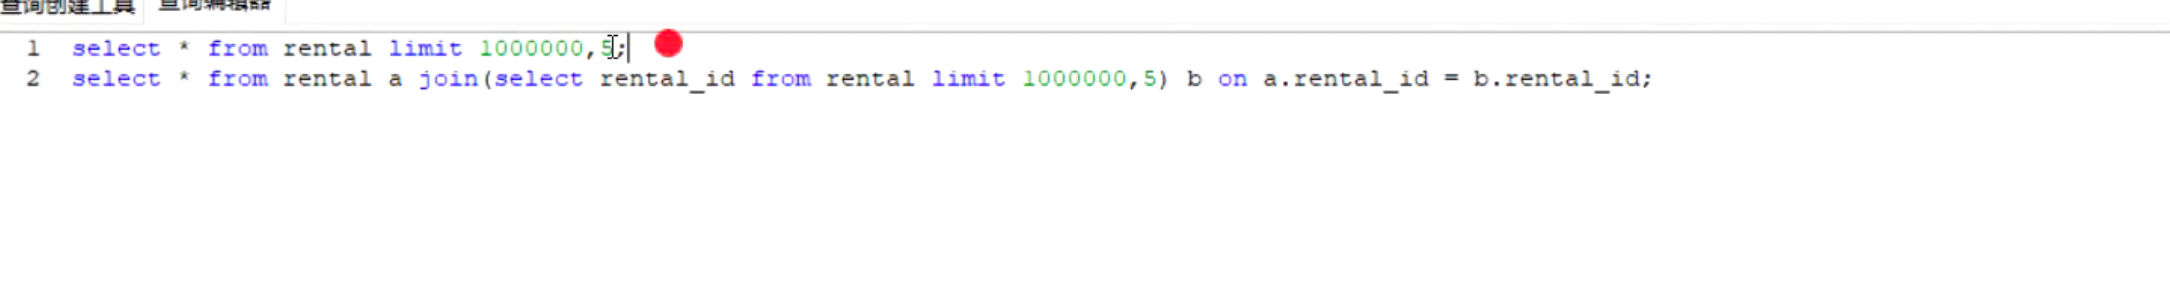 查询创建工具 查询编辑器
1 select * from rental limit 1000000,5;
2 select * from rental a join(select rental_id from rental limit 1000000,5) b on a.rental_id = b.rental_id;